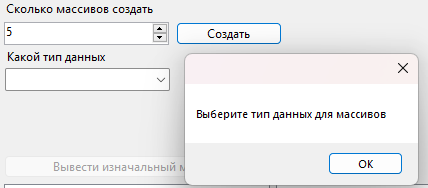 Сколько массивов создать
5
Создать
Какой тип данных
Выберите тип данных для массивов
OK
Вывести изначальный м